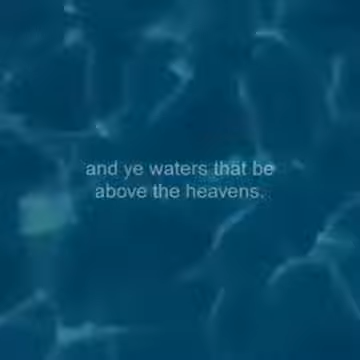 and ye waters that be
above the heavens.